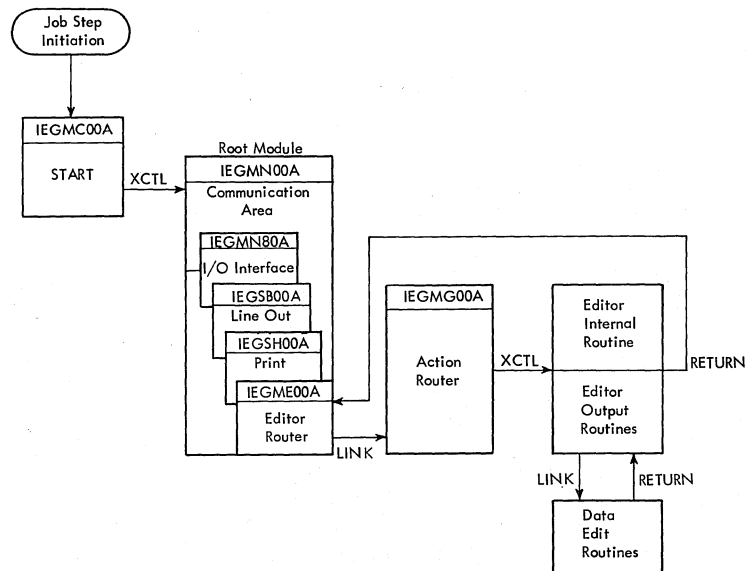 Job Step
Initiation
IEGMC00A
START
XCTL
Root Module
IEGMN00A
Communication
Area
IEGMN80A
I/O Interface
IEGSB00A
Line Out
IEGSH00A
Print
IEGME00A
Editor
Router
LINK
IEGMG00A
Action
Router
XCTL
Editor
Internal
Routine
RETURN
Editor
Output
Routines
LINK
RETURN
Data
Edit
Routines